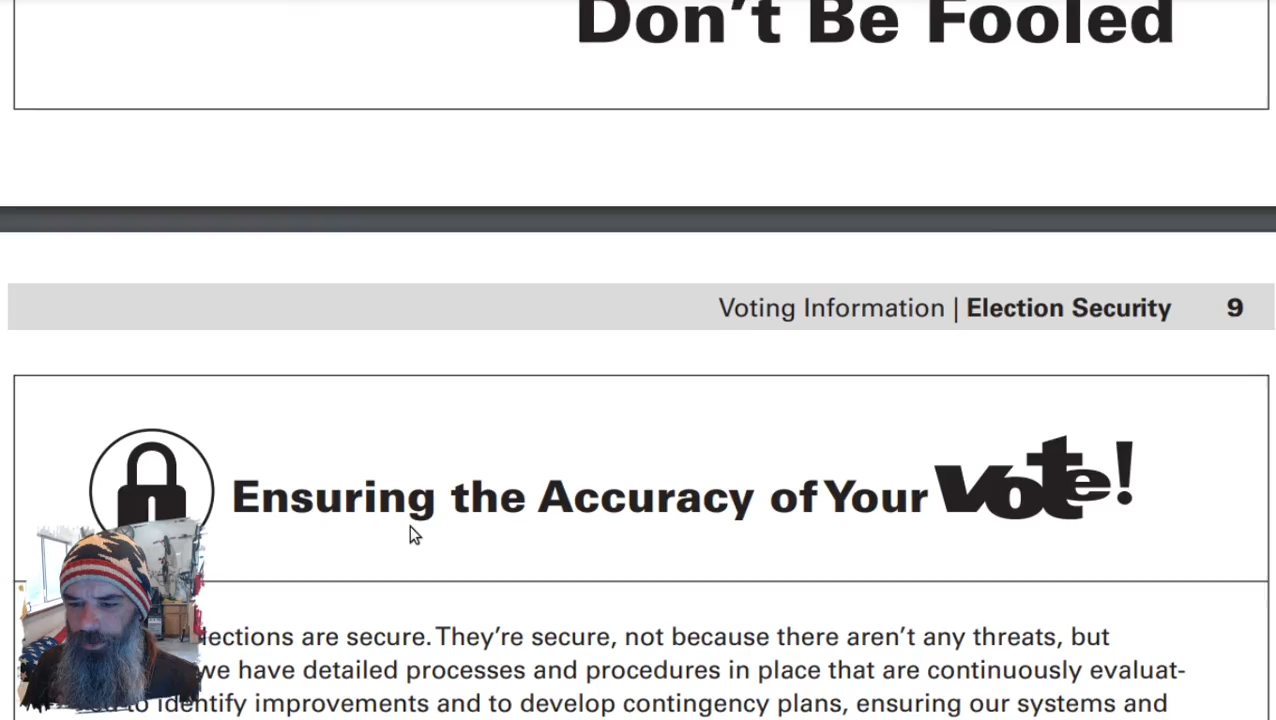 Don't Be Fooled
Voting Information | Election Security 9
Ensuring the Accuracy of Your vote!
lections are secure. They're secure, not because there aren't any threats, but
we have detailed processes and procedures in place that are continuously evaluat-
to identify improvements and to develop contingency plans, ensuring our systems and